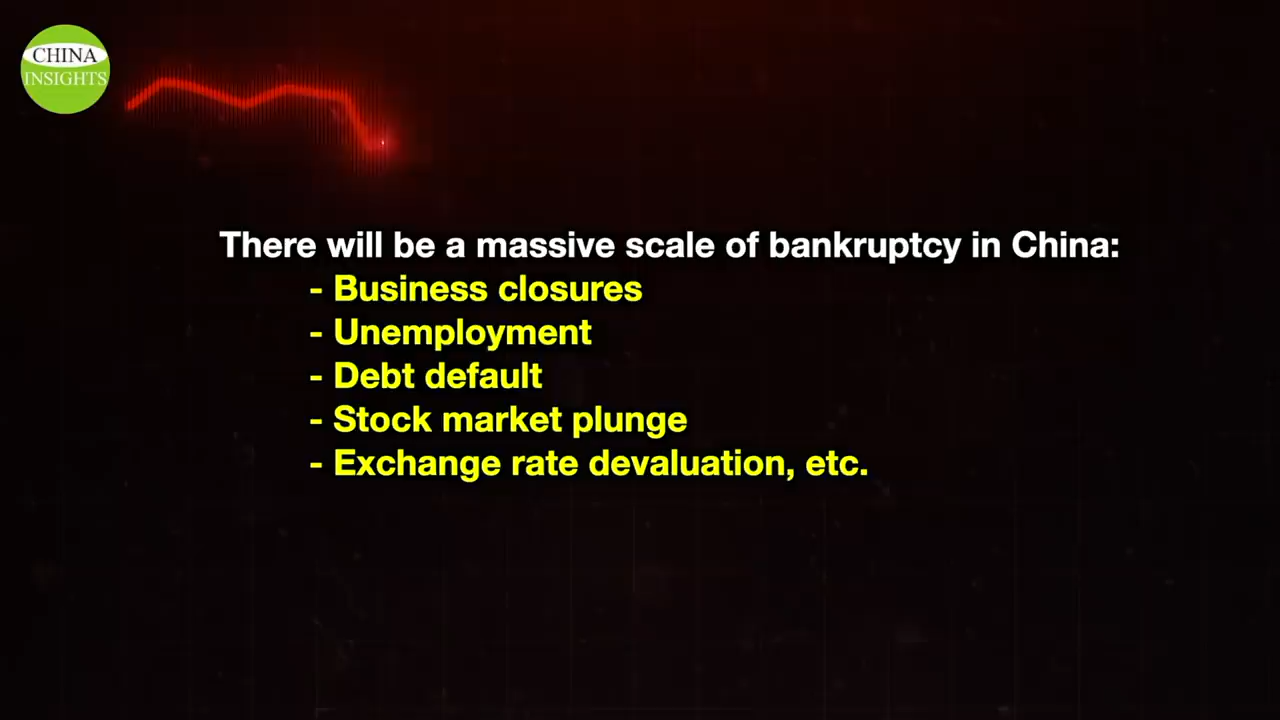 CHINA
INSIGHTS
There will be a massive scale of bankruptcy in China:
- Business closures
- Unemployment
- Debt default
- Stock market plunge
- Exchange rate devaluation, etc.